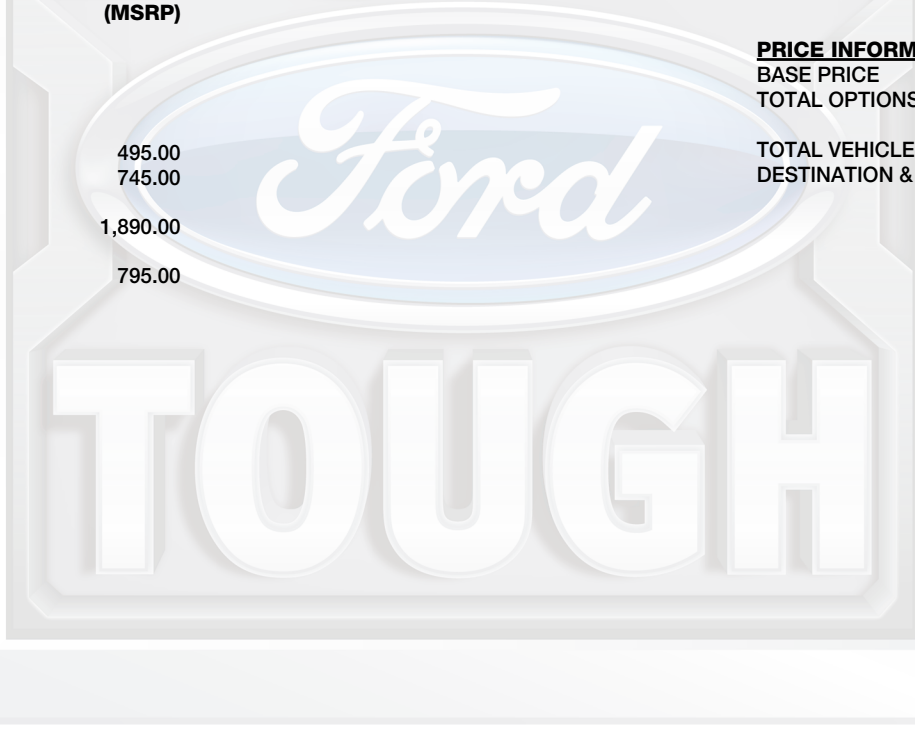 (MSRP)
495.00
745.00
1,890.00
795.00
PRICE INFORM
BASE PRICE
TOTAL OPTIONS
TOTAL VEHICLE
DESTINATION &
Ford
TOUGH